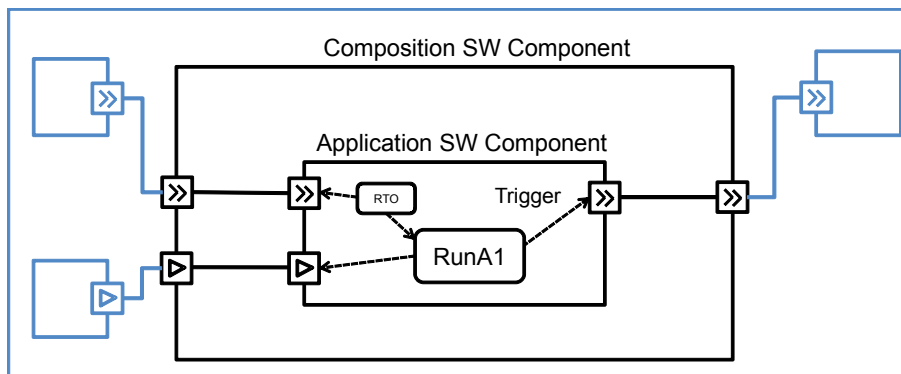 Composition SW Component
Application SW Component
RTO
Trigger
RunA1